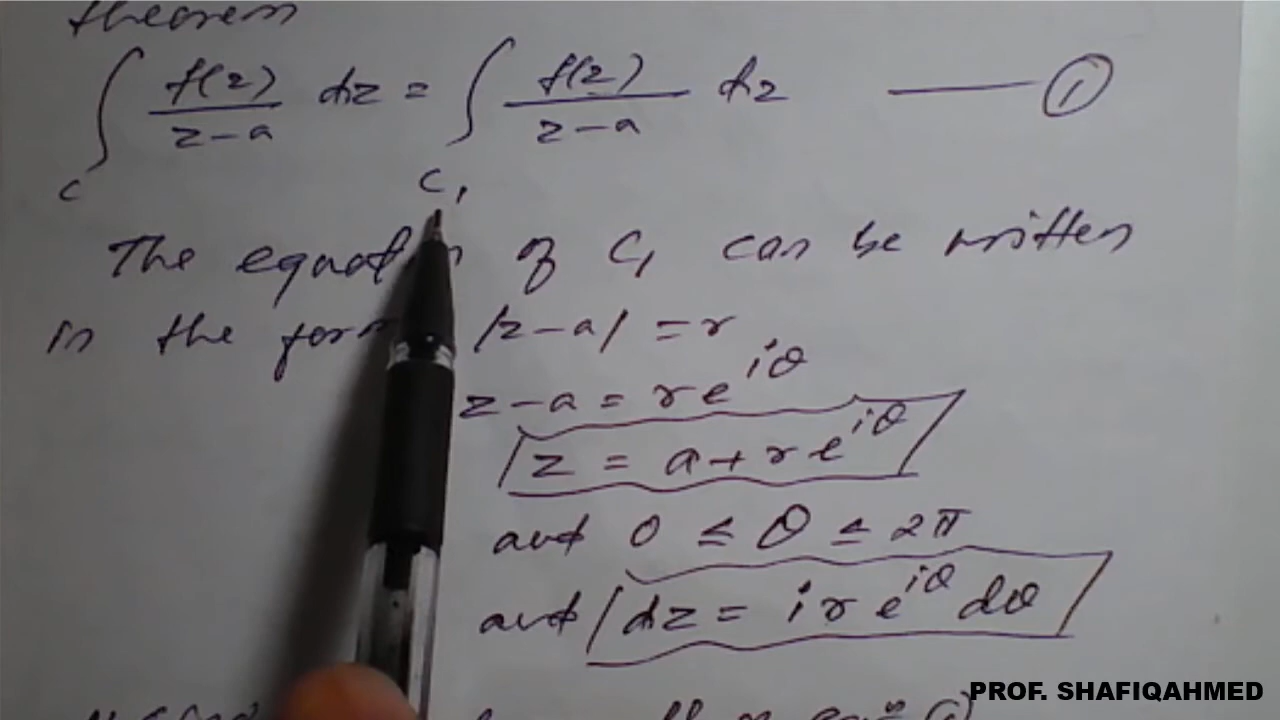 theorem
∫_C f(z)/(z-a) dz = ∫_C₁ f(z)/(z-a) dz —— ①
The equation of C₁ can be written
in the form |z-a| = r
z-a = re^{iθ}
z = a+re^{iθ}
and 0 ≤ θ ≤ 2π
and dz = ire^{iθ} dθ
PROF. SHAFIQAHMED